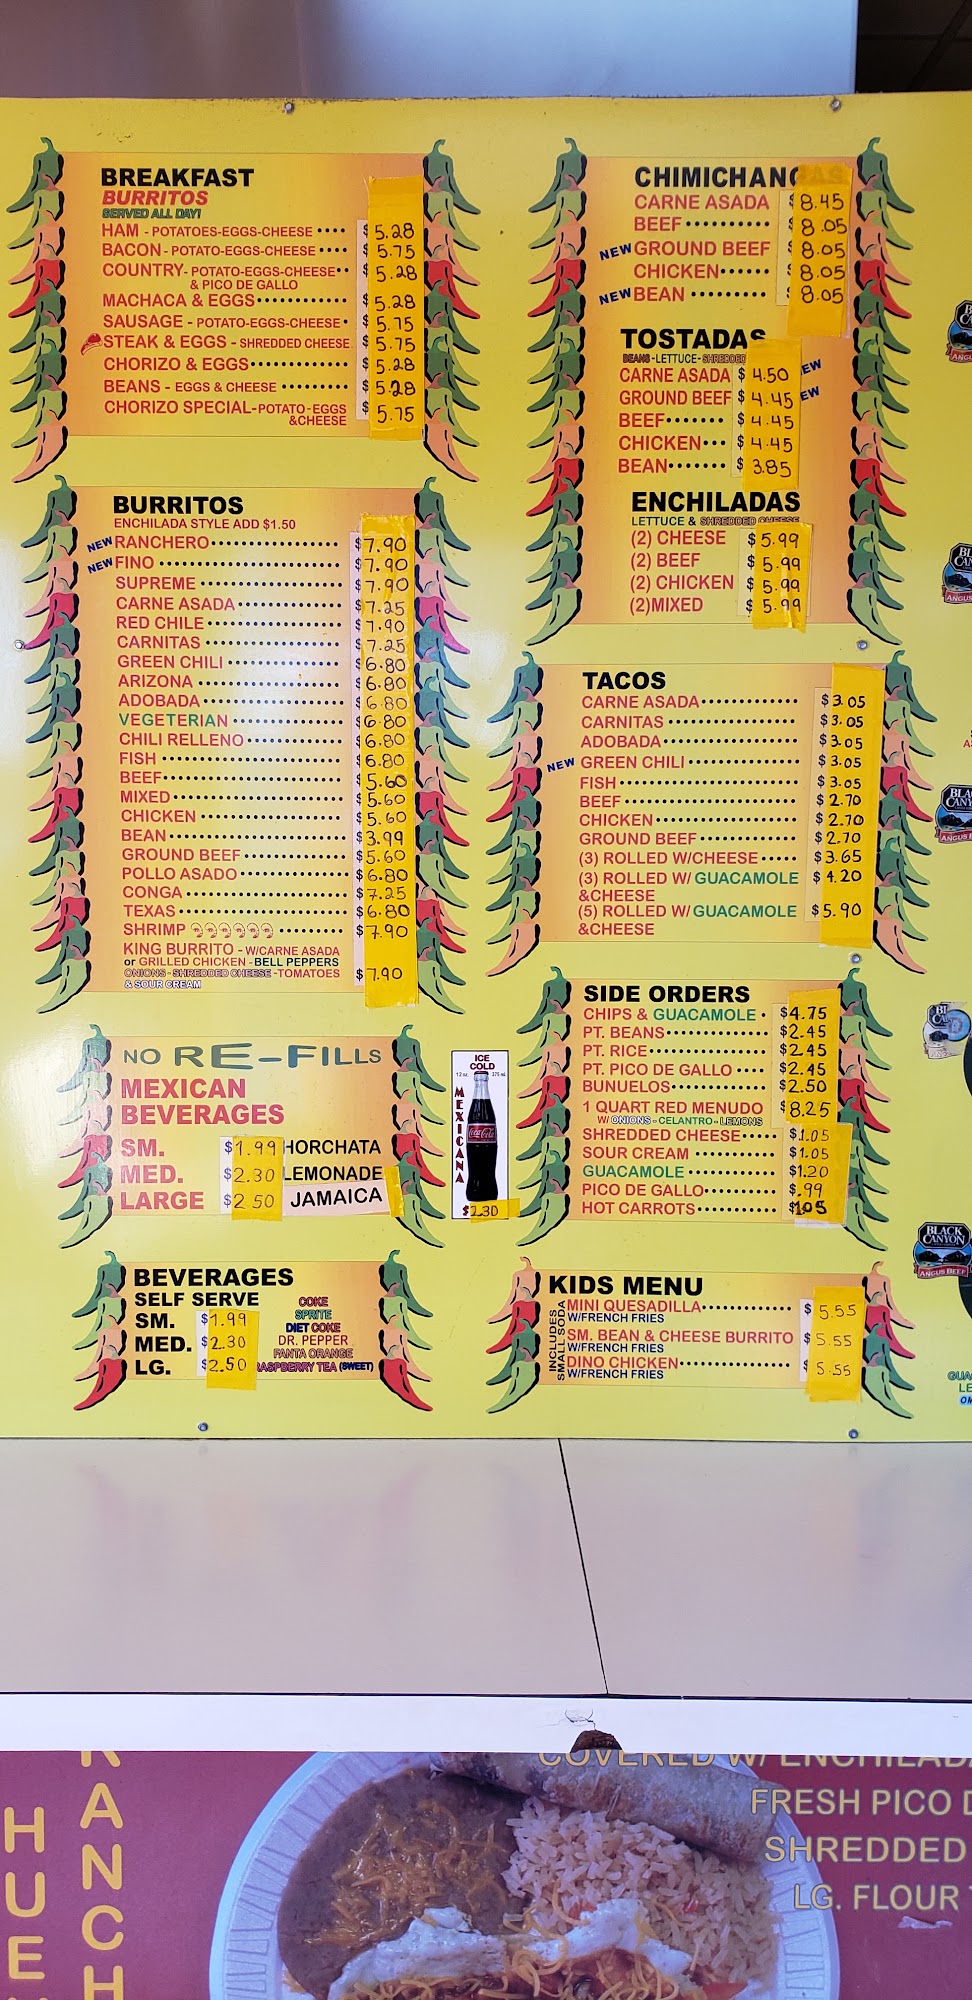 BREAKFAST
BURRITOS
SERVED ALL DAY!
HAM - POTATOES-EGGS-CHEESE $5.28
BACON - POTATO-EGGS-CHEESE $5.75
COUNTRY- POTATO-EGGS-CHEESE $5.28
& PICO DE GALLO
MACHACA & EGGS $5.28
SAUSAGE - POTATO-EGGS-CHEESE $5.75
STEAK & EGGS - SHREDDED CHEESE $5.75
CHORIZO & EGGS $5.28
BEANS - EGGS & CHEESE $5.28
CHORIZO SPECIAL-POTATO-EGGS $5.75
&CHEESE
BURRITOS
ENCHILADA STYLE ADD $1.50
NEW RANCHERO $7.90
NEW FINO $7.90
SUPREME $7.90
CARNE ASADA $7.25
RED CHILE $7.90
CARNITAS $7.25
GREEN CHILI $6.80
ARIZONA $6.80
ADOBADA $6.80
VEGETERIAN $6.80
CHILI RELLENO $6.80
FISH $6.80
BEEF $5.60
MIXED $5.60
CHICKEN $5.60
BEAN $3.99
GROUND BEEF $5.60
POLLO ASADO $6.80
CONGA $7.25
TEXAS $6.80
SHRIMP $7.90
KING BURRITO - W/CARNE ASADA
or GRILLED CHICKEN - BELL PEPPERS
ONIONS - SHREDDED CHEESE - TOMATOES $7.90
& SOUR CREAM
NO RE-FILLS
MEXICAN
BEVERAGES
SM. $1.99 HORCHATA
MED. $2.30 LEMONADE
LARGE $2.50 JAMAICA
ICE
COLD
12 oz. 375 ml.
MEXICANA
Coca-Cola
$2.30
BEVERAGES
SELF SERVE
SM. $1.99
MED. $2.30
LG. $2.50
COKE
SPRITE
DIET COKE
DR. PEPPER
FANTA ORANGE
RASPBERRY TEA (SWEET)
CHIMICHANGAS
CARNE ASADA $8.45
BEEF $8.05
NEW GROUND BEEF $8.05
CHICKEN $8.05
NEW BEAN $8.05
TOSTADAS
BEANS - LETTUCE - SHREDDED
CARNE ASADA $4.50
GROUND BEEF $4.45
BEEF $4.45
CHICKEN $4.45
BEAN $3.85
ENCHILADAS
LETTUCE & SHREDDED CHEESE
(2) CHEESE $5.99
(2) BEEF $5.99
(2) CHICKEN $5.99
(2)MIXED $5.99
TACOS
CARNE ASADA $3.05
CARNITAS $3.05
ADOBADA $3.05
NEW GREEN CHILI $3.05
FISH $3.05
BEEF $2.70
CHICKEN $2.70
GROUND BEEF $2.70
(3) ROLLED W/CHEESE $3.65
(3) ROLLED W/ GUACAMOLE $4.20
&CHEESE
(5) ROLLED W/ GUACAMOLE $5.90
&CHEESE
SIDE ORDERS
CHIPS & GUACAMOLE $4.75
PT. BEANS $2.45
PT. RICE $2.45
PT. PICO DE GALLO $2.45
BUNUELOS $2.50
1 QUART RED MENUDO $8.25
W/ ONIONS - CELANTRO - LEMONS
SHREDDED CHEESE $1.05
SOUR CREAM $1.05
GUACAMOLE $1.20
PICO DE GALLO $.99
HOT CARROTS $1.05
KIDS MENU
INCLUDES
SMALL SODA
MINI QUESADILLA $5.55
W/FRENCH FRIES
SM. BEAN & CHEESE BURRITO $5.55
W/FRENCH FRIES
DINO CHICKEN $5.55
W/FRENCH FRIES
BLACK
CANYON
ANGUS BEEF
HUE
RANCH
COVERED W/ ENCHILADA
FRESH PICO D
SHREDDED
LG. FLOUR